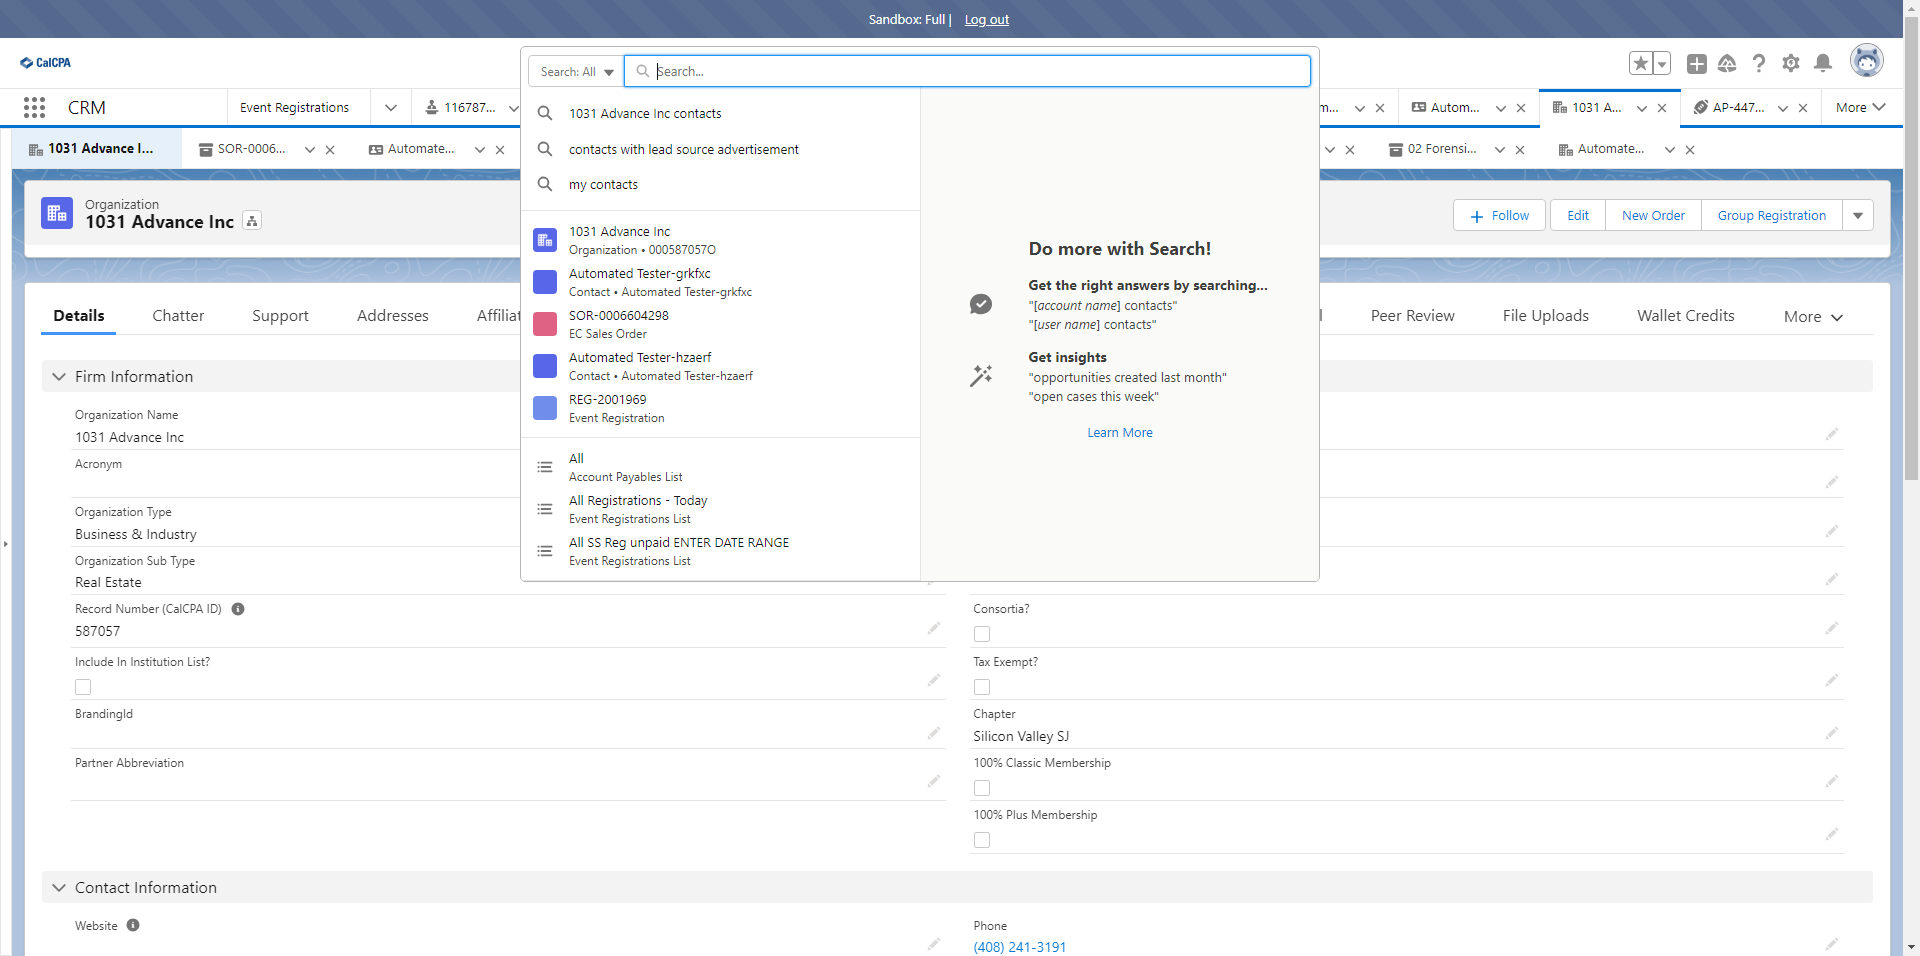 Sandbox: Full | Log out
CalCPA
Search: All
Search...
CRM
Event Registrations
116787...
Autom...
1031 A...
AP-447...
More
1031 Advance I...
SOR-0006...
Automate...
02 Forensi...
Automate...
1031 Advance Inc contacts
contacts with lead source advertisement
my contacts
1031 Advance Inc
Organization • 000587057O
Automated Tester-grkfxc
Contact • Automated Tester-grkfxc
SOR-0006604298
EC Sales Order
Automated Tester-hzaerf
Contact • Automated Tester-hzaerf
REG-2001969
Event Registration
All
Account Payables List
All Registrations - Today
Event Registrations List
All SS Reg unpaid ENTER DATE RANGE
Event Registrations List
Do more with Search!
Get the right answers by searching...
"[account name] contacts"
"[user name] contacts"
Get insights
"opportunities created last month"
"open cases this week"
Learn More
Organization
1031 Advance Inc
Follow
Edit
New Order
Group Registration
Details
Chatter
Support
Addresses
Affiliat
Peer Review
File Uploads
Wallet Credits
More
Firm Information
Organization Name
1031 Advance Inc
Acronym
Organization Type
Business & Industry
Organization Sub Type
Real Estate
Record Number (CalCPA ID)
587057
Consortia?
Include In Institution List?
Tax Exempt?
BrandingId
Chapter
Silicon Valley SJ
Partner Abbreviation
100% Classic Membership
100% Plus Membership
Contact Information
Website
Phone
(408) 241-3191